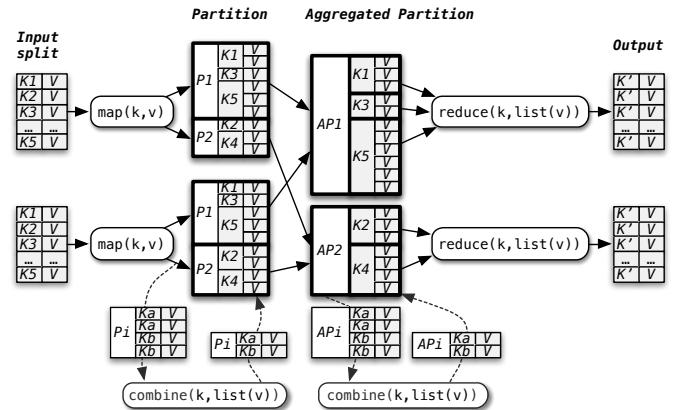 Partition
Aggregated Partition
Input
split
Output
K1 V
K2 V
K3 V
… …
K5 V
map(k,v)
P1
K1 V
V
K3 V
K5 V
V
V
P2
K2 V
K4 V
V
AP1
K1 V
V
V
K3 V
V
K5 V
V
V
V
V
V
reduce(k,list(v))
K’ V
K’ V
K’ V
… …
K’ V
K1 V
K2 V
K3 V
… …
K5 V
map(k,v)
P1
K1 V
K3 V
K5 V
V
V
P2
K2 V
V
K4 V
V
AP2
K2 V
V
V
K4 V
V
V
V
reduce(k,list(v))
K’ V
K’ V
K’ V
… …
K’ V
Pi
Ka V
Ka V
Kb V
Kb V
Pi
Ka V
Kb V
APi
Ka V
Ka V
Kb V
Kb V
APi
Ka V
Kb V
combine(k,list(v))
combine(k,list(v))